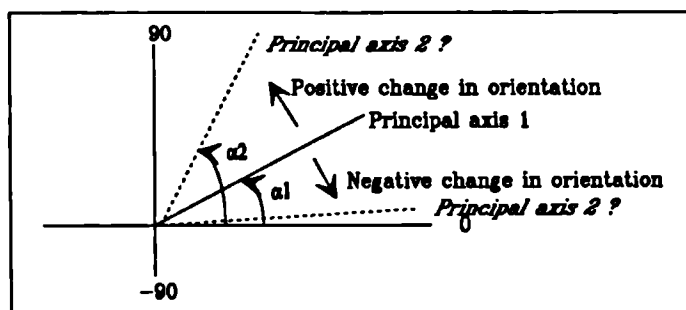 90
Principal axis 2 ?
Positive change in orientation
Principal axis 1
α2
α1
Negative change in orientation
Principal axis 2 ?
0
-90